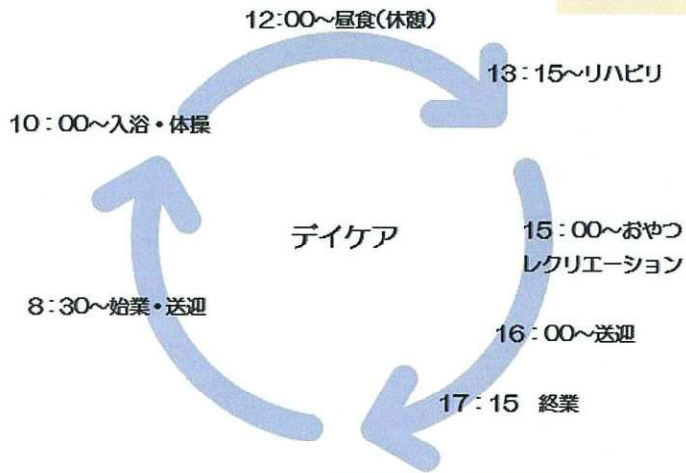 12:00～昼食(休憩)
13:15～リハビリ
10:00～入浴・体操
デイケア
15:00～おやつ
レクリエーション
8:30～始業・送迎
16:00～送迎
17:15 終業